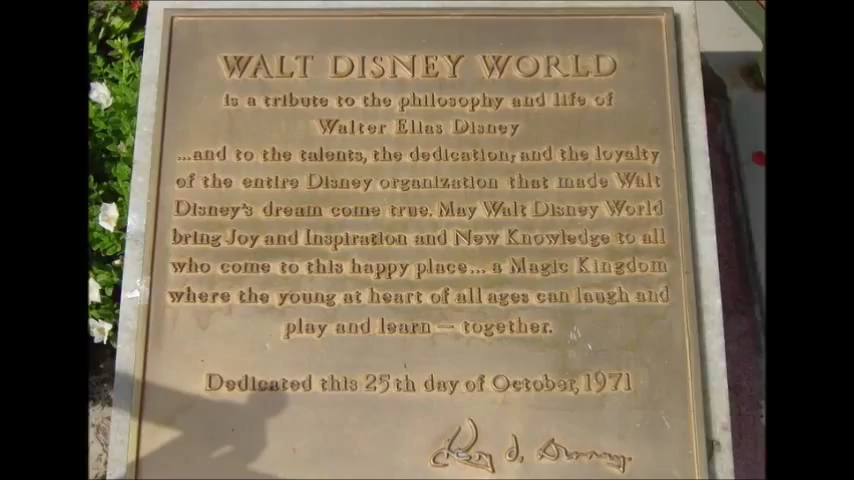 WALT DISNEY WORLD
is a tribute to the philosophy and life of
Walter Elias Disney
...and to the talents, the dedication, and the loyalty
of the entire Disney organization that made Walt
Disney's dream come true. May Walt Disney World
bring Joy and Inspiration and New Knowledge to all
who come to this happy place... a Magic Kingdom
where the young at heart of all ages can laugh and
play and learn — together.
Dedicated this 25th day of October, 1971
Roy O. Disney